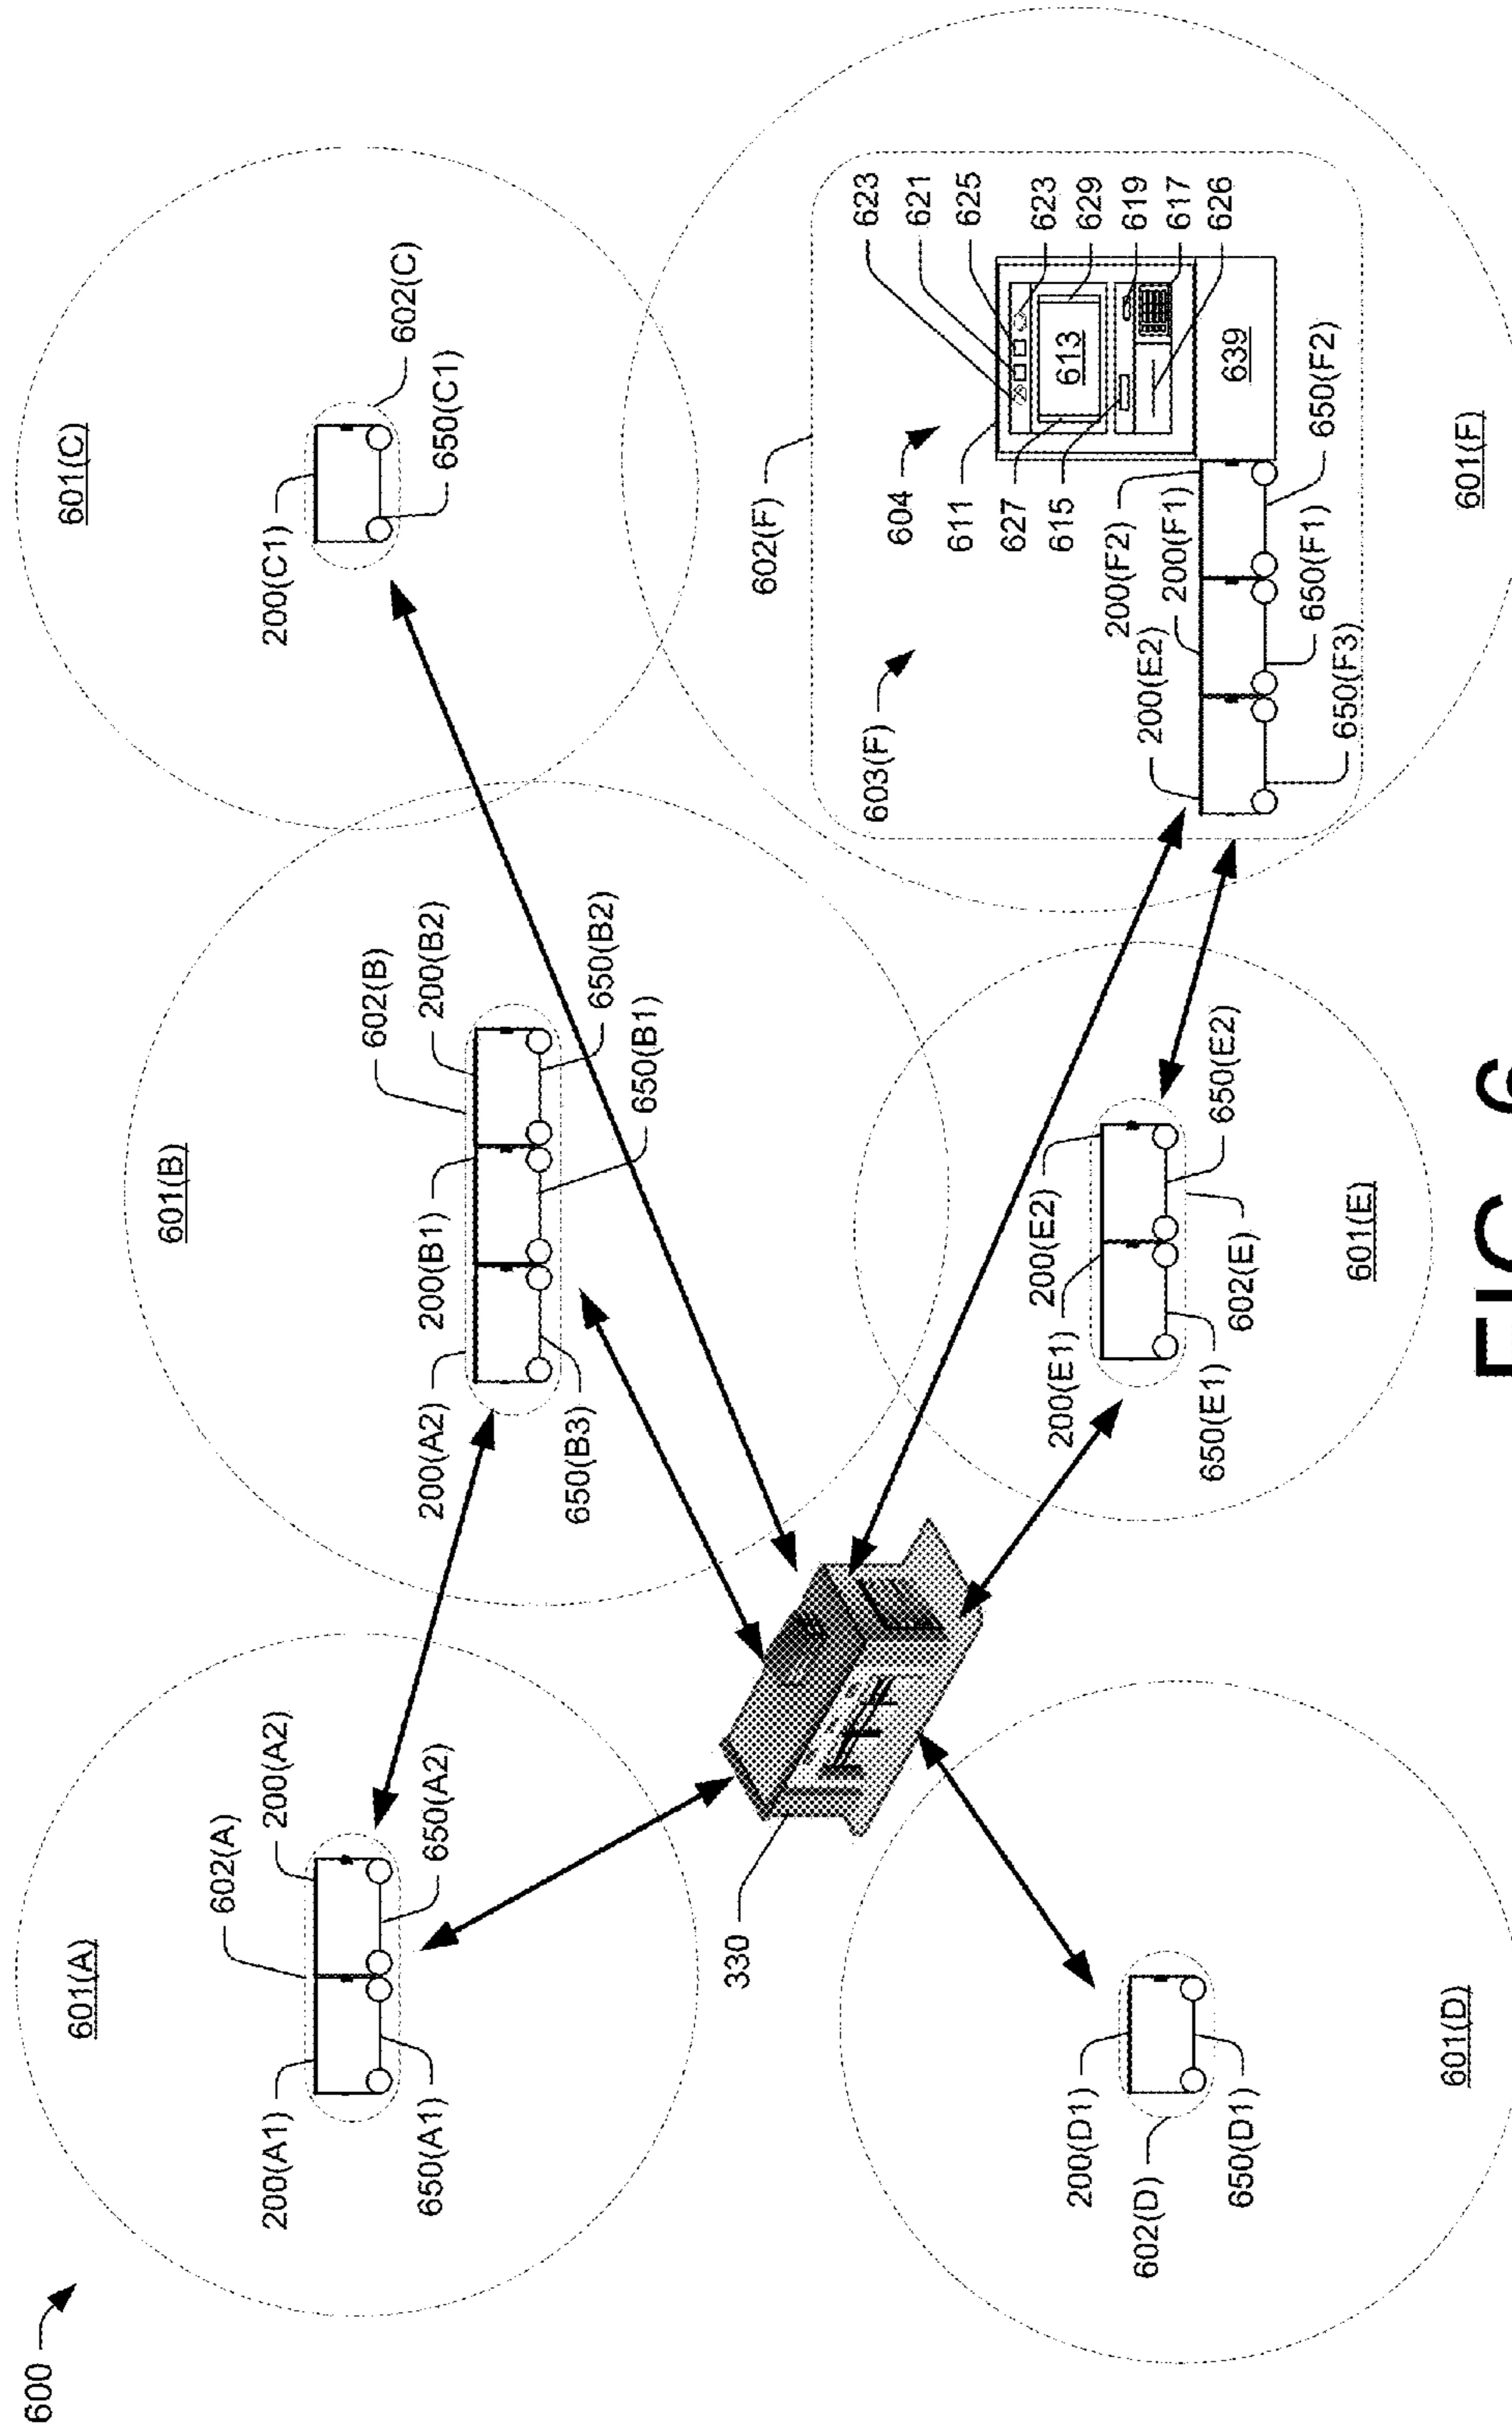 600
601(A)
602(A)
200(A1)
200(A2)
650(A1)
650(A2)
601(B)
602(B)
200(A2)
200(B1)
200(B2)
650(B3)
650(B1)
650(B2)
601(C)
200(C1)
602(C)
650(C1)
330
200(D1)
602(D)
650(D1)
601(D)
200(E1)
200(E2)
650(E1)
650(E2)
602(E)
601(E)
602(F)
603(F)
604
611
627
615
623
621
625
623
629
619
617
626
613
639
200(E2)
200(F2)
200(F1)
650(F3)
650(F1)
650(F2)
601(F)
FIG. 6